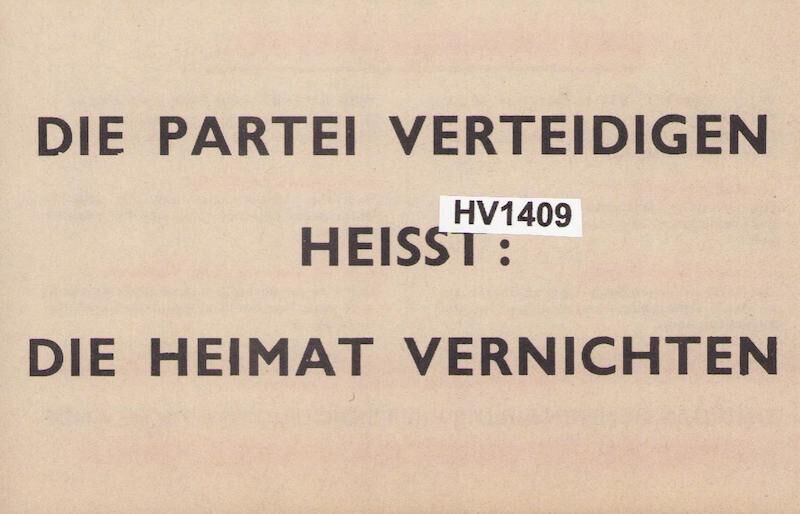 DIE PARTEI VERTEIDIGEN
HV1409
HEISST:
DIE HEIMAT VERNICHTEN